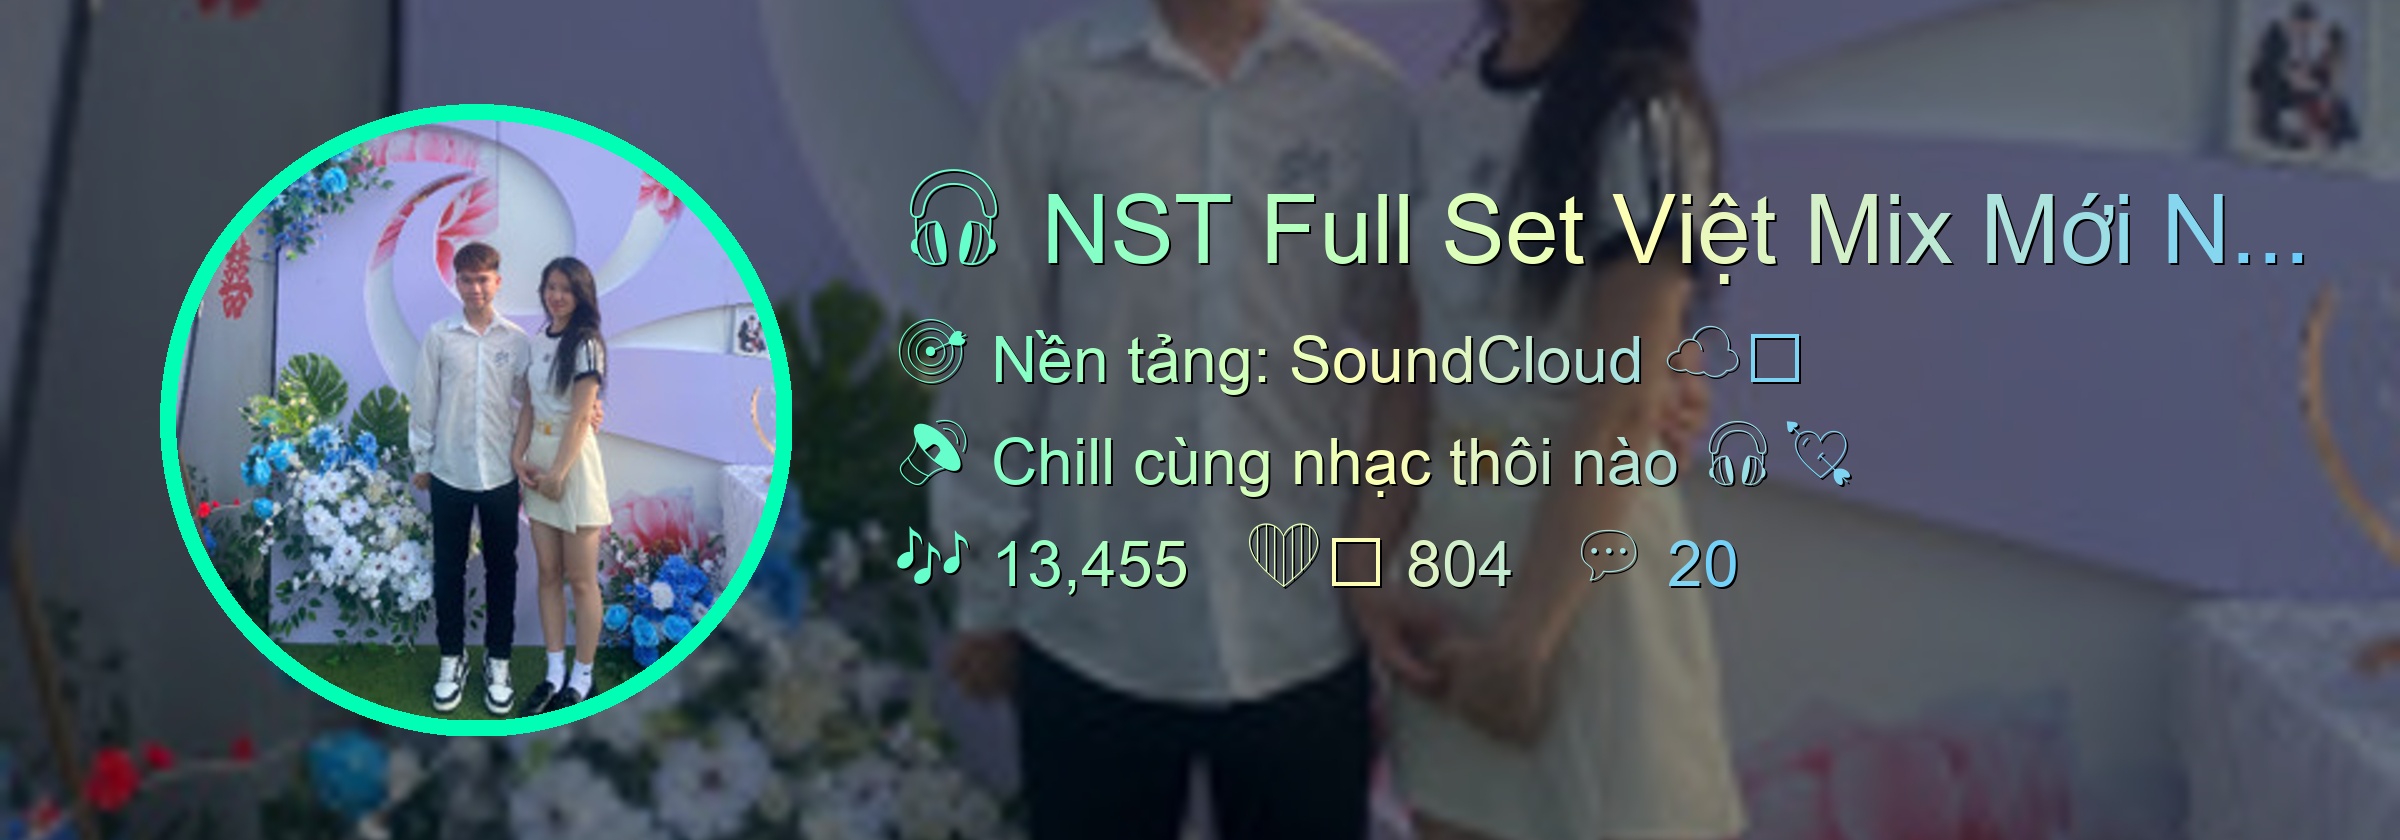 🎧 NST Full Set Việt Mix Mới N...
🎯 Nền tảng: SoundCloud ☁□
🔊 Chill cùng nhạc thôi nào 🎧 💘
🎶 13,455 ❤□ 804 💬 20